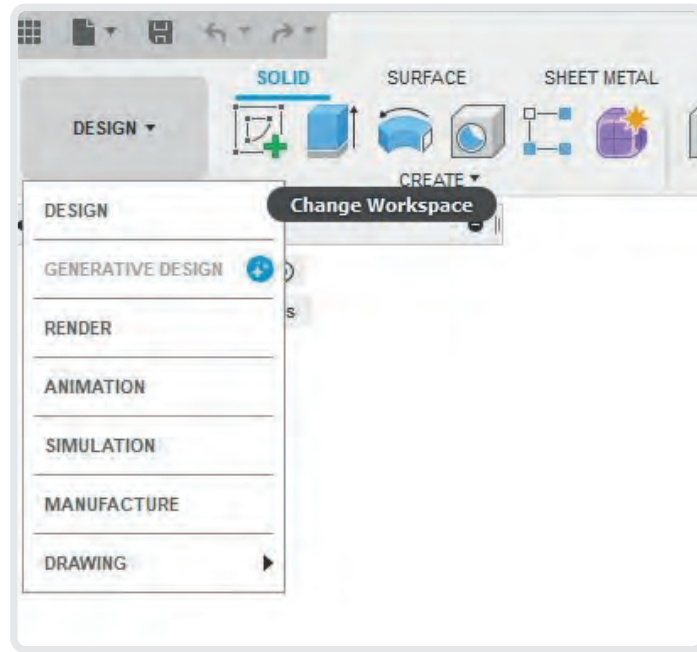 SOLID SURFACE SHEET METAL
DESIGN
CREATE
Change Workspace
DESIGN
GENERATIVE DESIGN
s
RENDER
ANIMATION
SIMULATION
MANUFACTURE
DRAWING